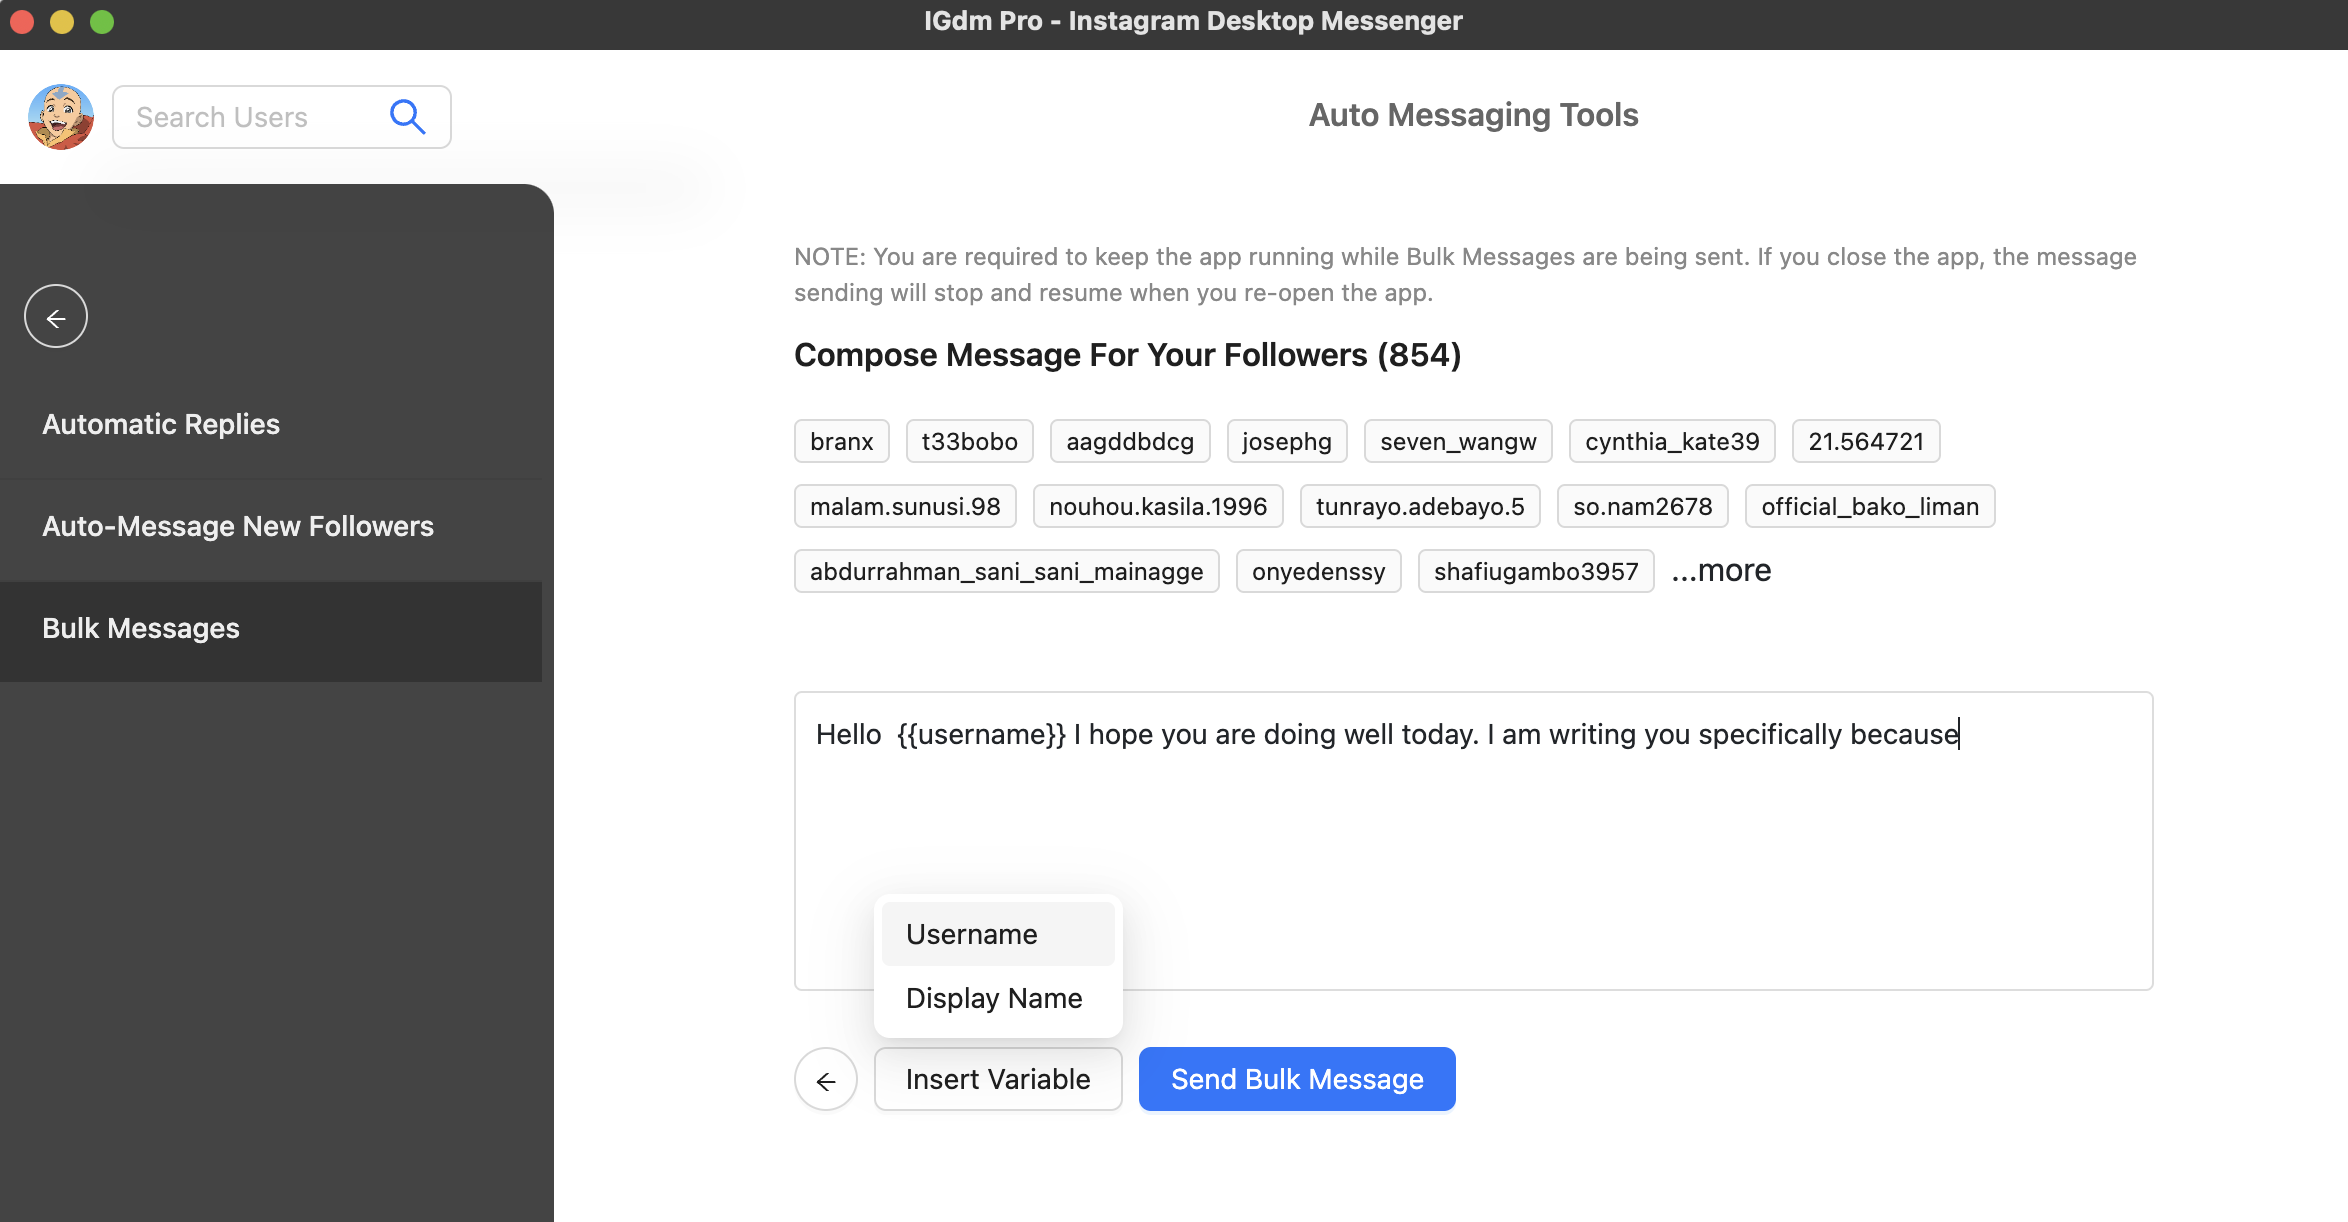 IGdm Pro - Instagram Desktop Messenger
Search Users
Auto Messaging Tools
Automatic Replies
Auto-Message New Followers
Bulk Messages
NOTE: You are required to keep the app running while Bulk Messages are being sent. If you close the app, the message
sending will stop and resume when you re-open the app.
Compose Message For Your Followers (854)
branx t33bobo aagddbdcg josephg seven_wangw cynthia_kate39 21.564721
malam.sunusi.98 nouhou.kasila.1996 tunrayo.adebayo.5 so.nam2678 official_bako_liman
abdurrahman_sani_sani_mainagge onyedenssy shafiugambo3957 ...more
Hello  {{username}} I hope you are doing well today. I am writing you specifically because
Username
Display Name
Insert Variable
Send Bulk Message